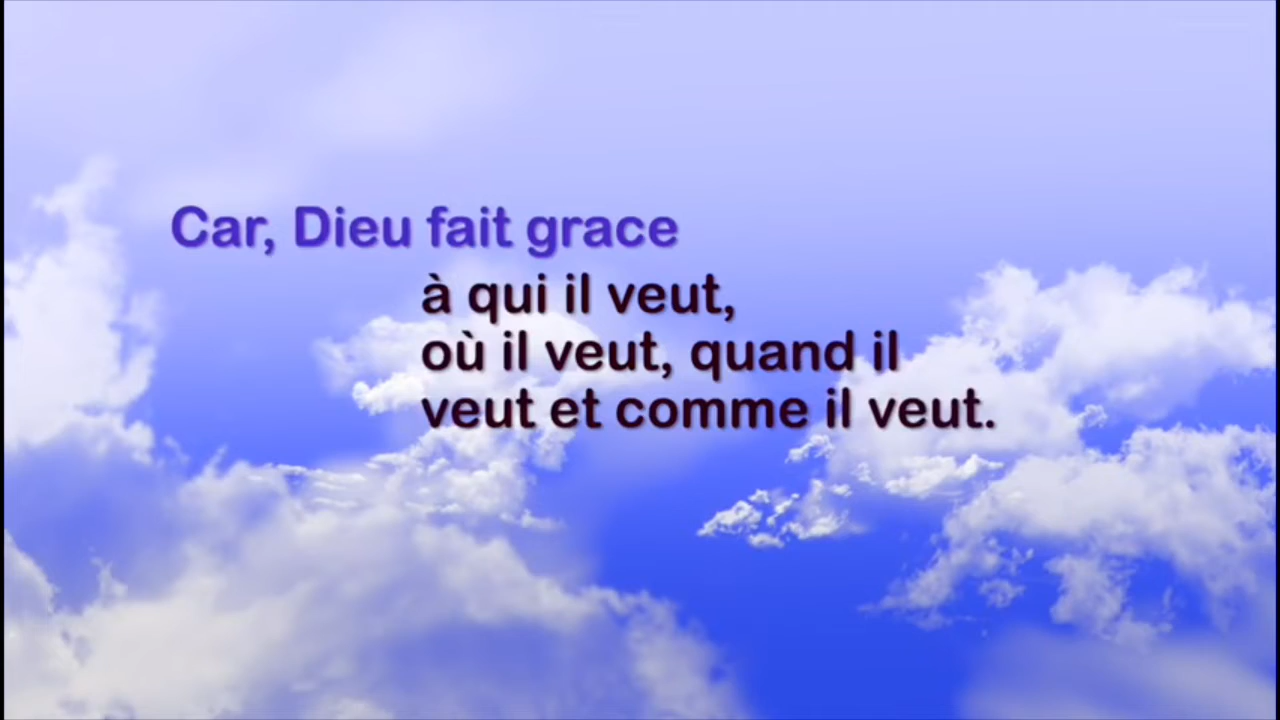 Car, Dieu fait grace
à qui il veut,
où il veut, quand il
veut et comme il veut.